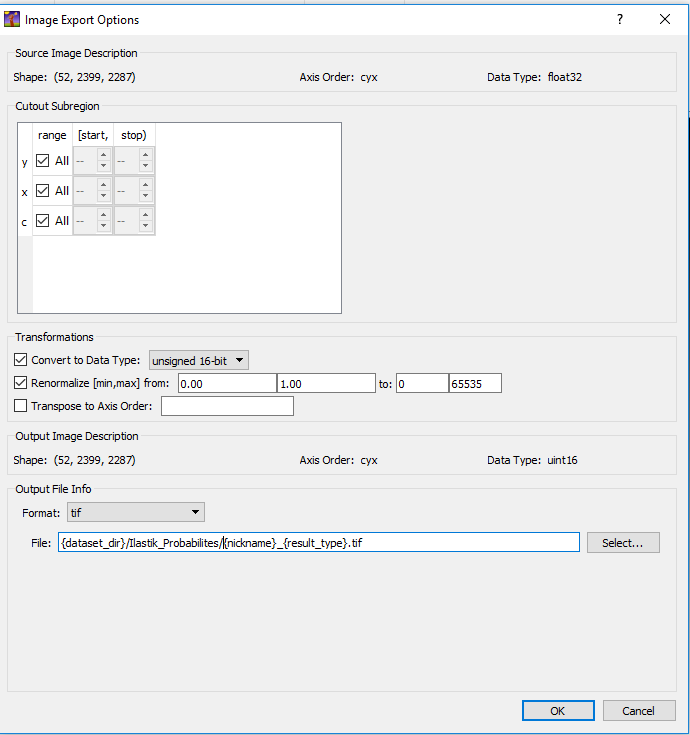 Image Export Options
Source Image Description
Shape: (52, 2399, 2287) Axis Order: cyx Data Type: float32
Cutout Subregion
range [start, stop)
y All -- --
x All -- --
c All -- --
Transformations
Convert to Data Type: unsigned 16-bit
Renormalize [min,max] from: 0.00 1.00 to: 0 65535
Transpose to Axis Order:
Output Image Description
Shape: (52, 2399, 2287) Axis Order: cyx Data Type: uint16
Output File Info
Format: tif
File: {dataset_dir}/Ilastik_Probabilites/{nickname}_{result_type}.tif Select...
OK Cancel